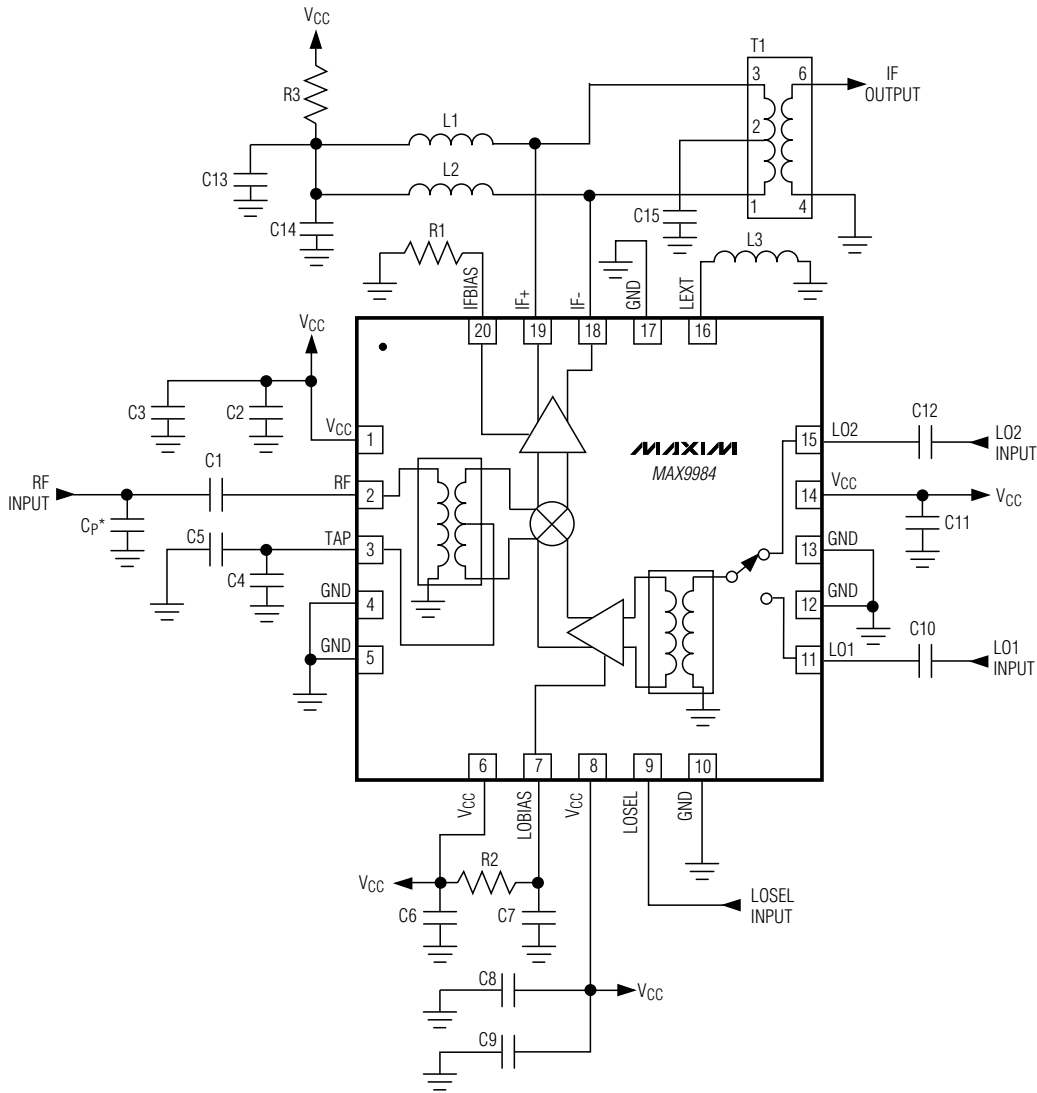 VCC
R3
L1
L2
C13
C14
R1
T1
3
6
2
1
4
IF
OUTPUT
C15
L3
IFBIAS
IF+
IF-
GND
LEXT
20
19
18
17
16
VCC
C3
C2
VCC
1
RF
INPUT
CP*
C1
RF
2
C5
C4
TAP
3
GND
4
GND
5
MAXIM
MAX9984
15
LO2
C12
LO2
INPUT
14
VCC
VCC
C11
13
GND
12
GND
11
LO1
C10
LO1
INPUT
6
7
8
9
10
VCC
LOBIAS
VCC
LOSEL
GND
VCC
R2
C6
C7
LOSEL
INPUT
C8
VCC
C9